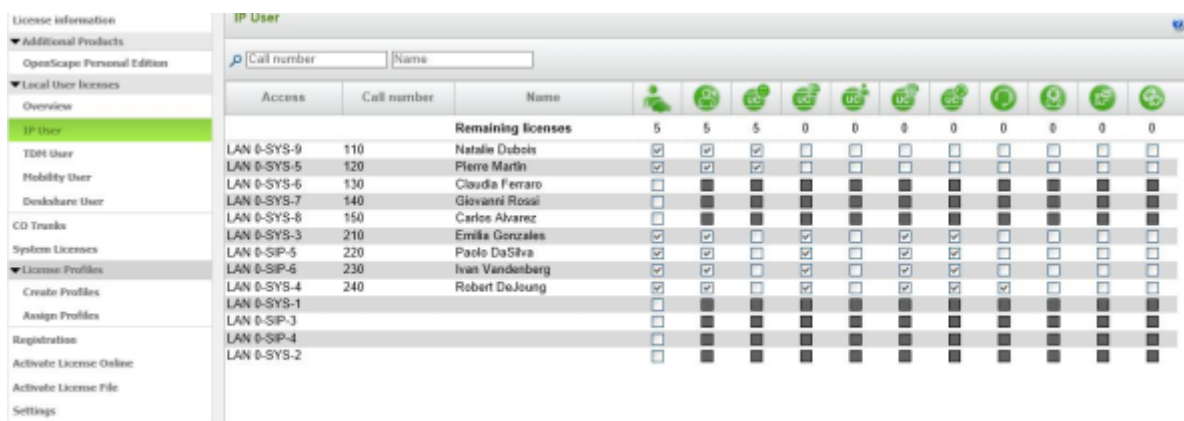 License information
▼Additional Products
OpenScape Personal Edition
▼Local User licenses
Overview
IP User
TDM User
Mobility User
Deskshare User
CO Trunks
System Licenses
▼License Profiles
Create Profiles
Assign Profiles
Registration
Activate License Online
Activate License File
Settings
IP User
Call number Name
Access Call number Name UC UC UC UC UC
Remaining licenses 5 5 5 0 0 0 0 0 0 0 0
LAN 0-SYS-9 110 Natalie Dubois
LAN 0-SYS-5 120 Pierre Martin
LAN 0-SYS-6 130 Claudia Ferraro
LAN 0-SYS-7 140 Giovanni Rossi
LAN 0-SYS-8 150 Carlos Alvarez
LAN 0-SYS-3 210 Emilia Gonzales
LAN 0-SIP-5 220 Paolo DaSilva
LAN 0-SIP-6 230 Ivan Vandenberg
LAN 0-SYS-4 240 Robert DeJoung
LAN 0-SYS-1
LAN 0-SIP-3
LAN 0-SIP-4
LAN 0-SYS-2